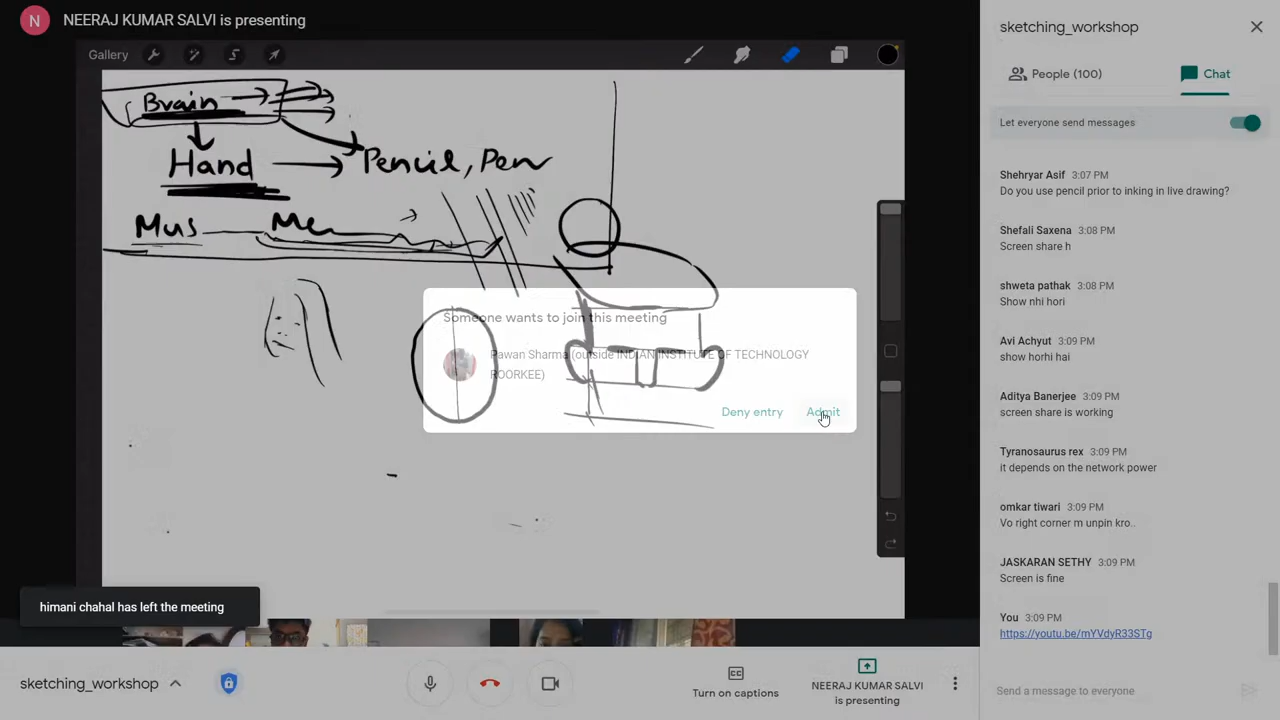 N
NEERAJ KUMAR SALVI is presenting
Gallery
Brain
Hand
Pencil, Pen
Mus
Me
Someone wants to join this meeting
Pawan Sharma (outside INDIAN INSTITUTE OF TECHNOLOGY
ROORKEE)
Deny entry
Admit
himani chahal has left the meeting
sketching_workshop
Turn on captions
NEERAJ KUMAR SALVI
is presenting
sketching_workshop
People (100)
Chat
Let everyone send messages
Shehryar Asif 3:07 PM
Do you use pencil prior to inking in live drawing?
Shefali Saxena 3:08 PM
Screen share h
shweta pathak 3:08 PM
Show nhi hori
Avi Achyut 3:09 PM
show horhi hai
Aditya Banerjee 3:09 PM
screen share is working
Tyranosaurus rex 3:09 PM
it depends on the network power
omkar tiwari 3:09 PM
Vo right corner m unpin kro..
JASKARAN SETHY 3:09 PM
Screen is fine
You 3:09 PM
https://youtu.be/mYVdyR33STg
Send a message to everyone